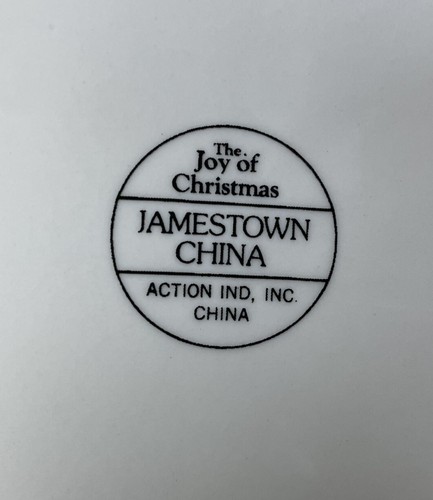 The
Joy of
Christmas
JAMESTOWN
CHINA
ACTION IND, INC.
CHINA